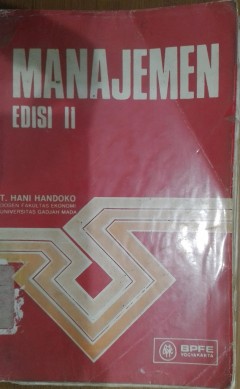 MANAJEMEN
EDISI II
T. HANI HANDOKO
DOSEN FAKULTAS EKONOMI
UNIVERSITAS GADJAH MADA
BPFE
YOGYAKARTA